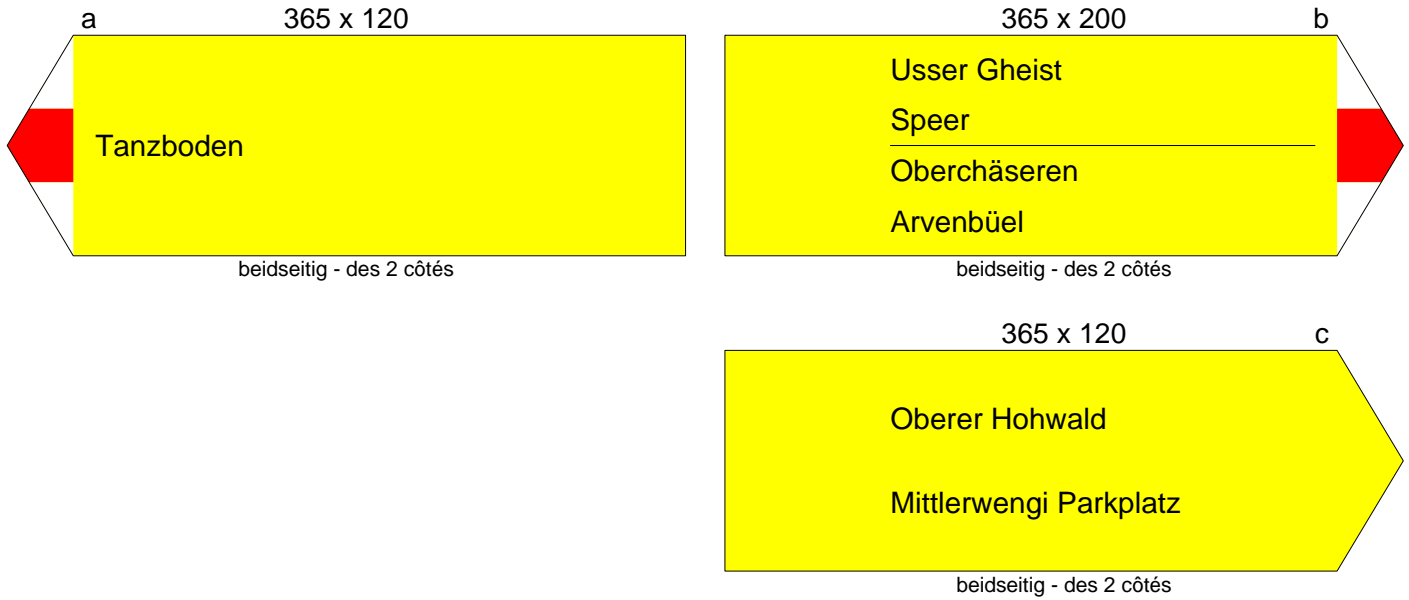 a
365 x 120
Tanzboden
beidseitig - des 2 côtés
365 x 200
b
Usser Gheist
Speer
Oberchäseren
Arvenbüel
beidseitig - des 2 côtés
365 x 120
c
Oberer Hohwald
Mittlerwengi Parkplatz
beidseitig - des 2 côtés